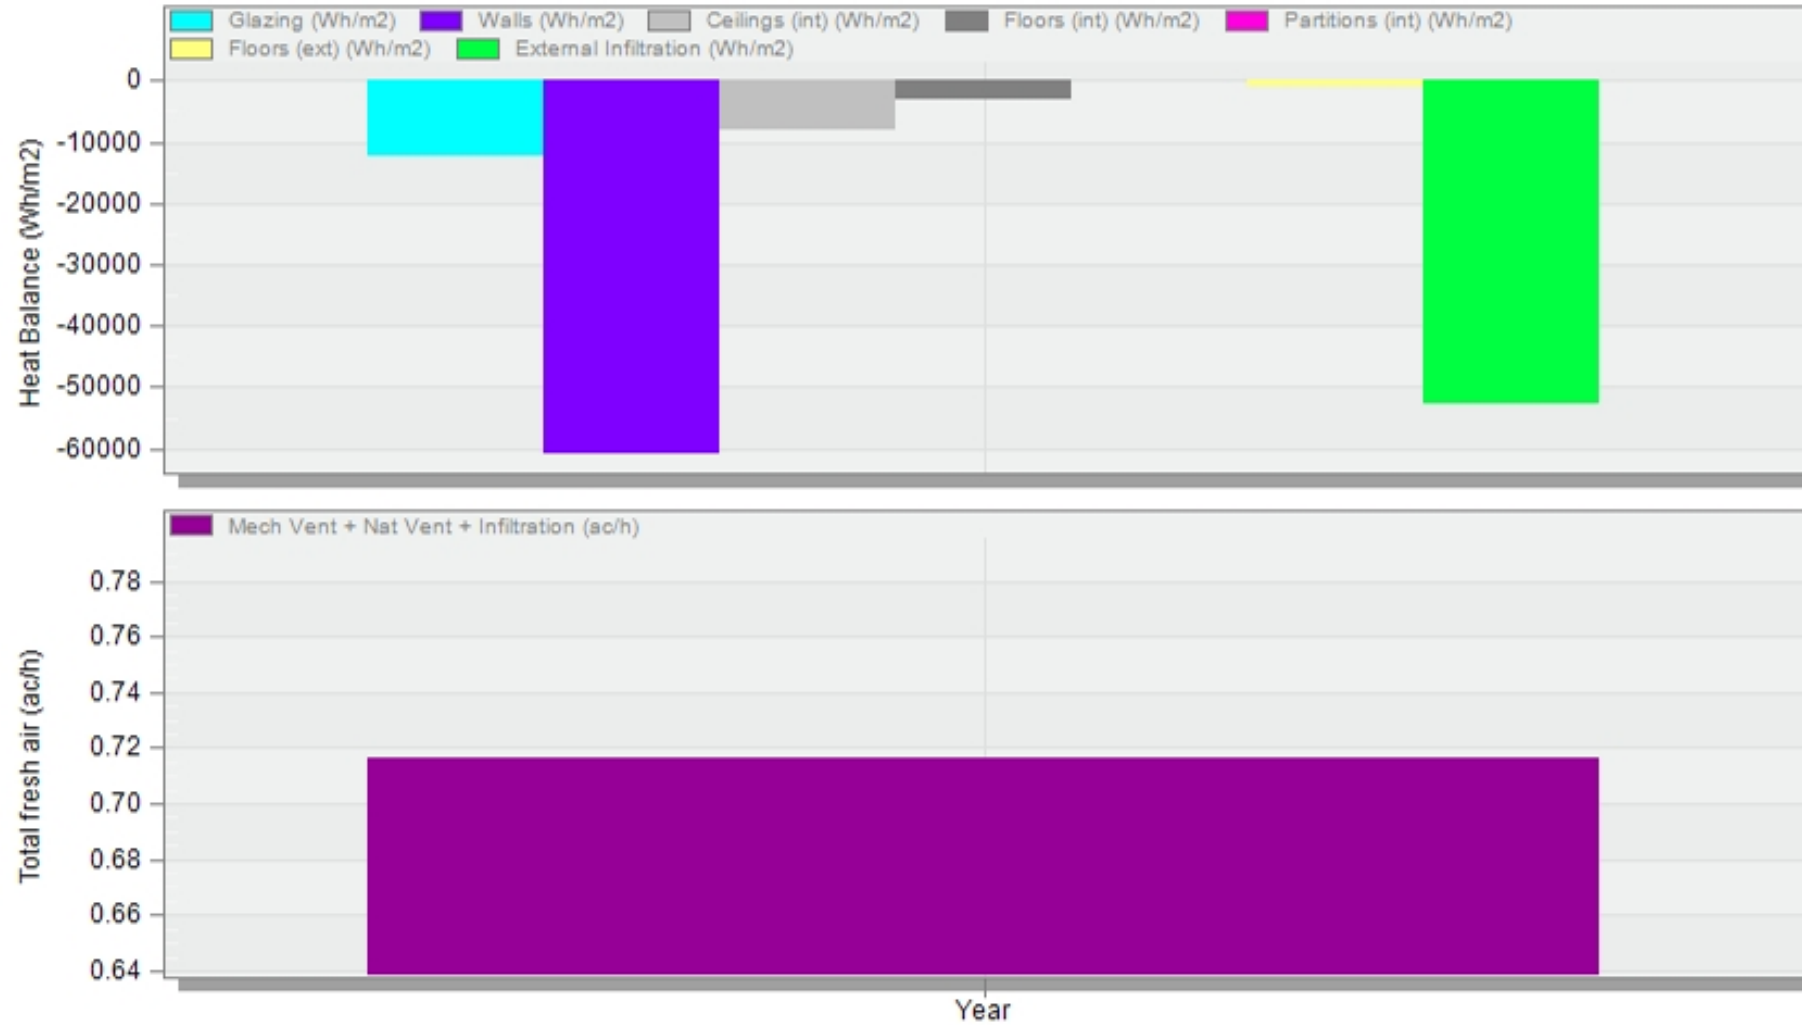 Glazing (Wh/m2) Walls (Wh/m2) Ceilings (int) (Wh/m2) Floors (int) (Wh/m2) Partitions (int) (Wh/m2)
Floors (ext) (Wh/m2) External Infiltration (Wh/m2)
Heat Balance (Wh/m2)
0
-10000
-20000
-30000
-40000
-50000
-60000
Mech Vent + Nat Vent + Infiltration (ac/h)
Total fresh air (ac/h)
0.78
0.76
0.74
0.72
0.70
0.68
0.66
0.64
Year